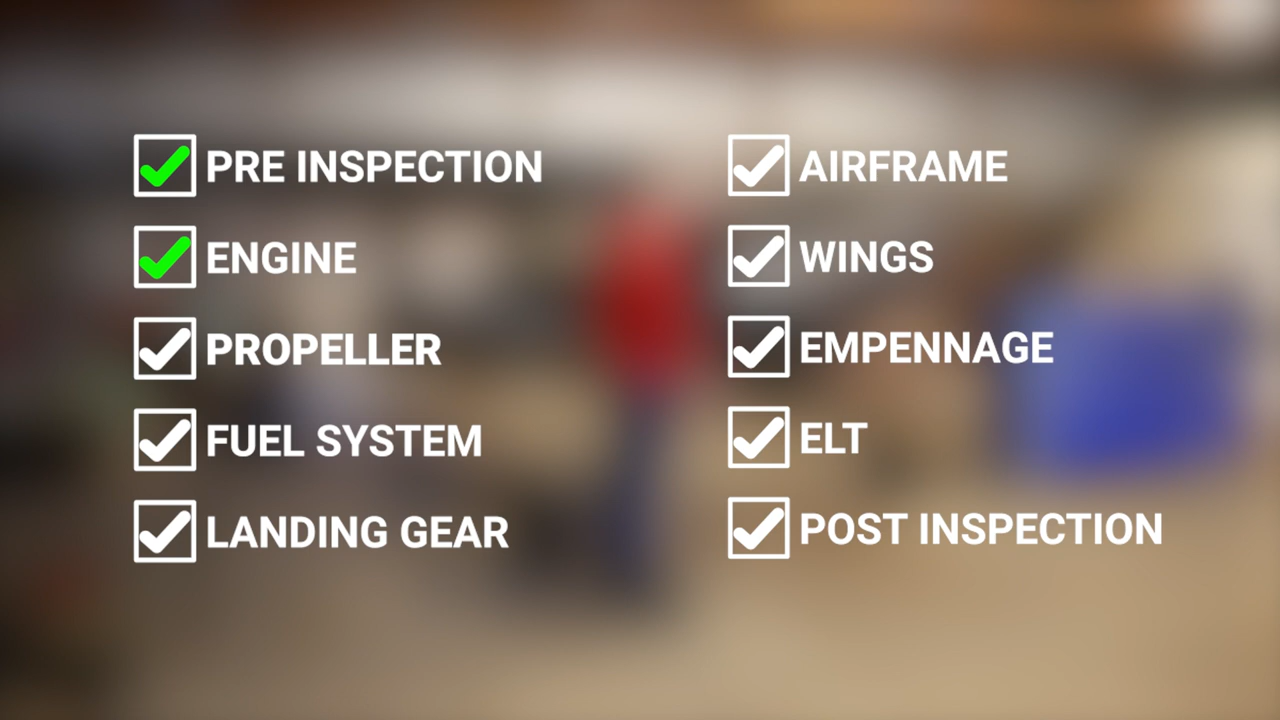 PRE INSPECTION
ENGINE
PROPELLER
FUEL SYSTEM
LANDING GEAR
AIRFRAME
WINGS
EMPENNAGE
ELT
POST INSPECTION